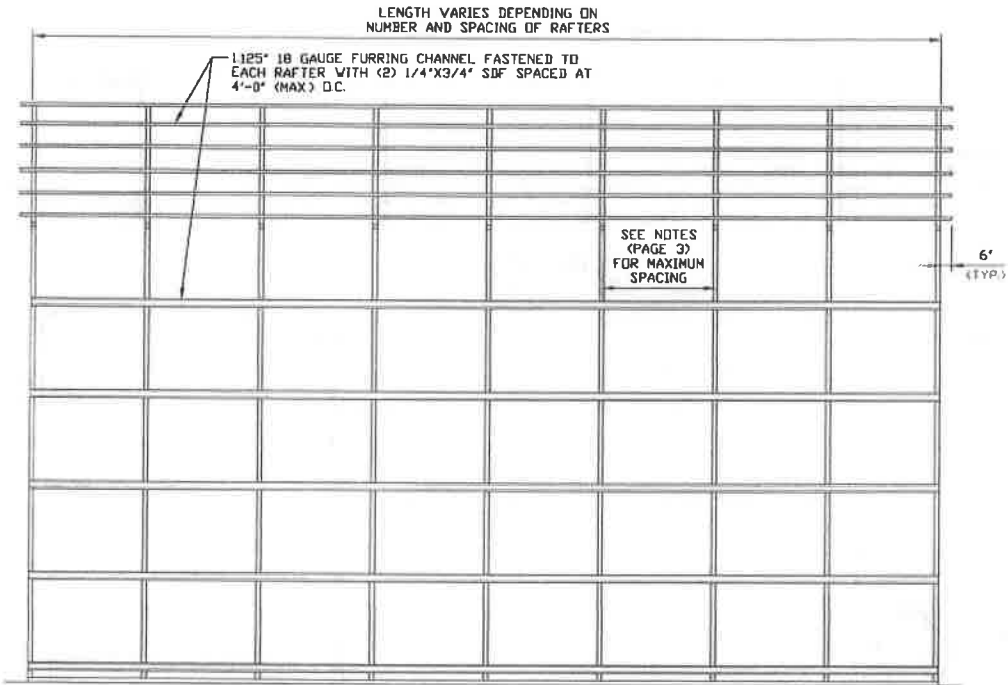 LENGTH VARIES DEPENDING ON
NUMBER AND SPACING OF RAFTERS
1.125" 18 GAUGE FURRING CHANNEL FASTENED TO
EACH RAFTER WITH (2) 1/4"X3/4" SDF SPACED AT
4'-0" (MAX) O.C.
SEE NOTES
(PAGE 3)
FOR MAXIMUM
SPACING
6"
(TYP.)